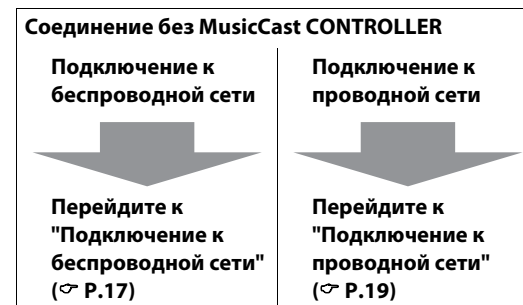 Соединение без MusicCast CONTROLLER
Подключение к
беспроводной сети
Перейдите к
"Подключение к
беспроводной сети"
(☞ P.17)
Подключение к
проводной сети
Перейдите к
"Подключение к
проводной сети"
(☞ P.19)